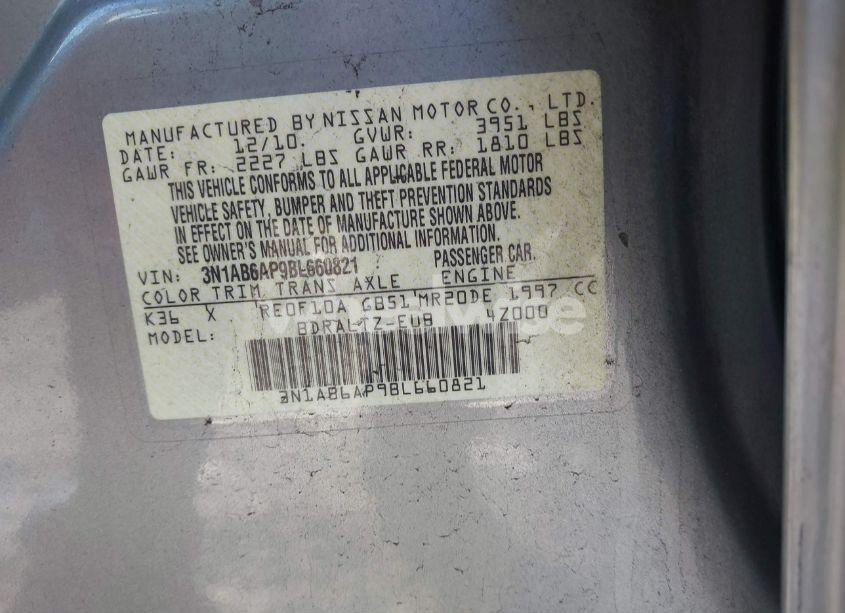 MANUFACTURED BY NISSAN MOTOR CO., LTD.
DATE: 12/10. GVWR: 3951 LBS
GAWR FR: 2227 LBS GAWR RR: 1810 LBS
THIS VEHICLE CONFORMS TO ALL APPLICABLE FEDERAL MOTOR
VEHICLE SAFETY, BUMPER AND THEFT PREVENTION STANDARDS
IN EFFECT ON THE DATE OF MANUFACTURE SHOWN ABOVE.
SEE OWNER'S MANUAL FOR ADDITIONAL INFORMATION.
VIN: 3N1AB6AP9BL660821 PASSENGER CAR.
COLOR TRIM TRANS AXLE ENGINE
K36 X RE0F10A GB51 MR20DE 1997 CC
MODEL: BDRALTZ-EUB 4Z000
3N1AB6AP9BL660821